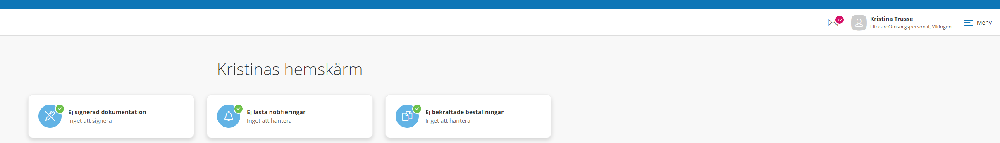 22
Kristina Trusse
LifecareOmsorgspersonal, Vikingen
Meny
Kristinas hemskärm
Ej signerad dokumentation
Inget att signera
Ej lästa notifieringar
Inget att hantera
Ej bekräftade beställningar
Inget att hantera